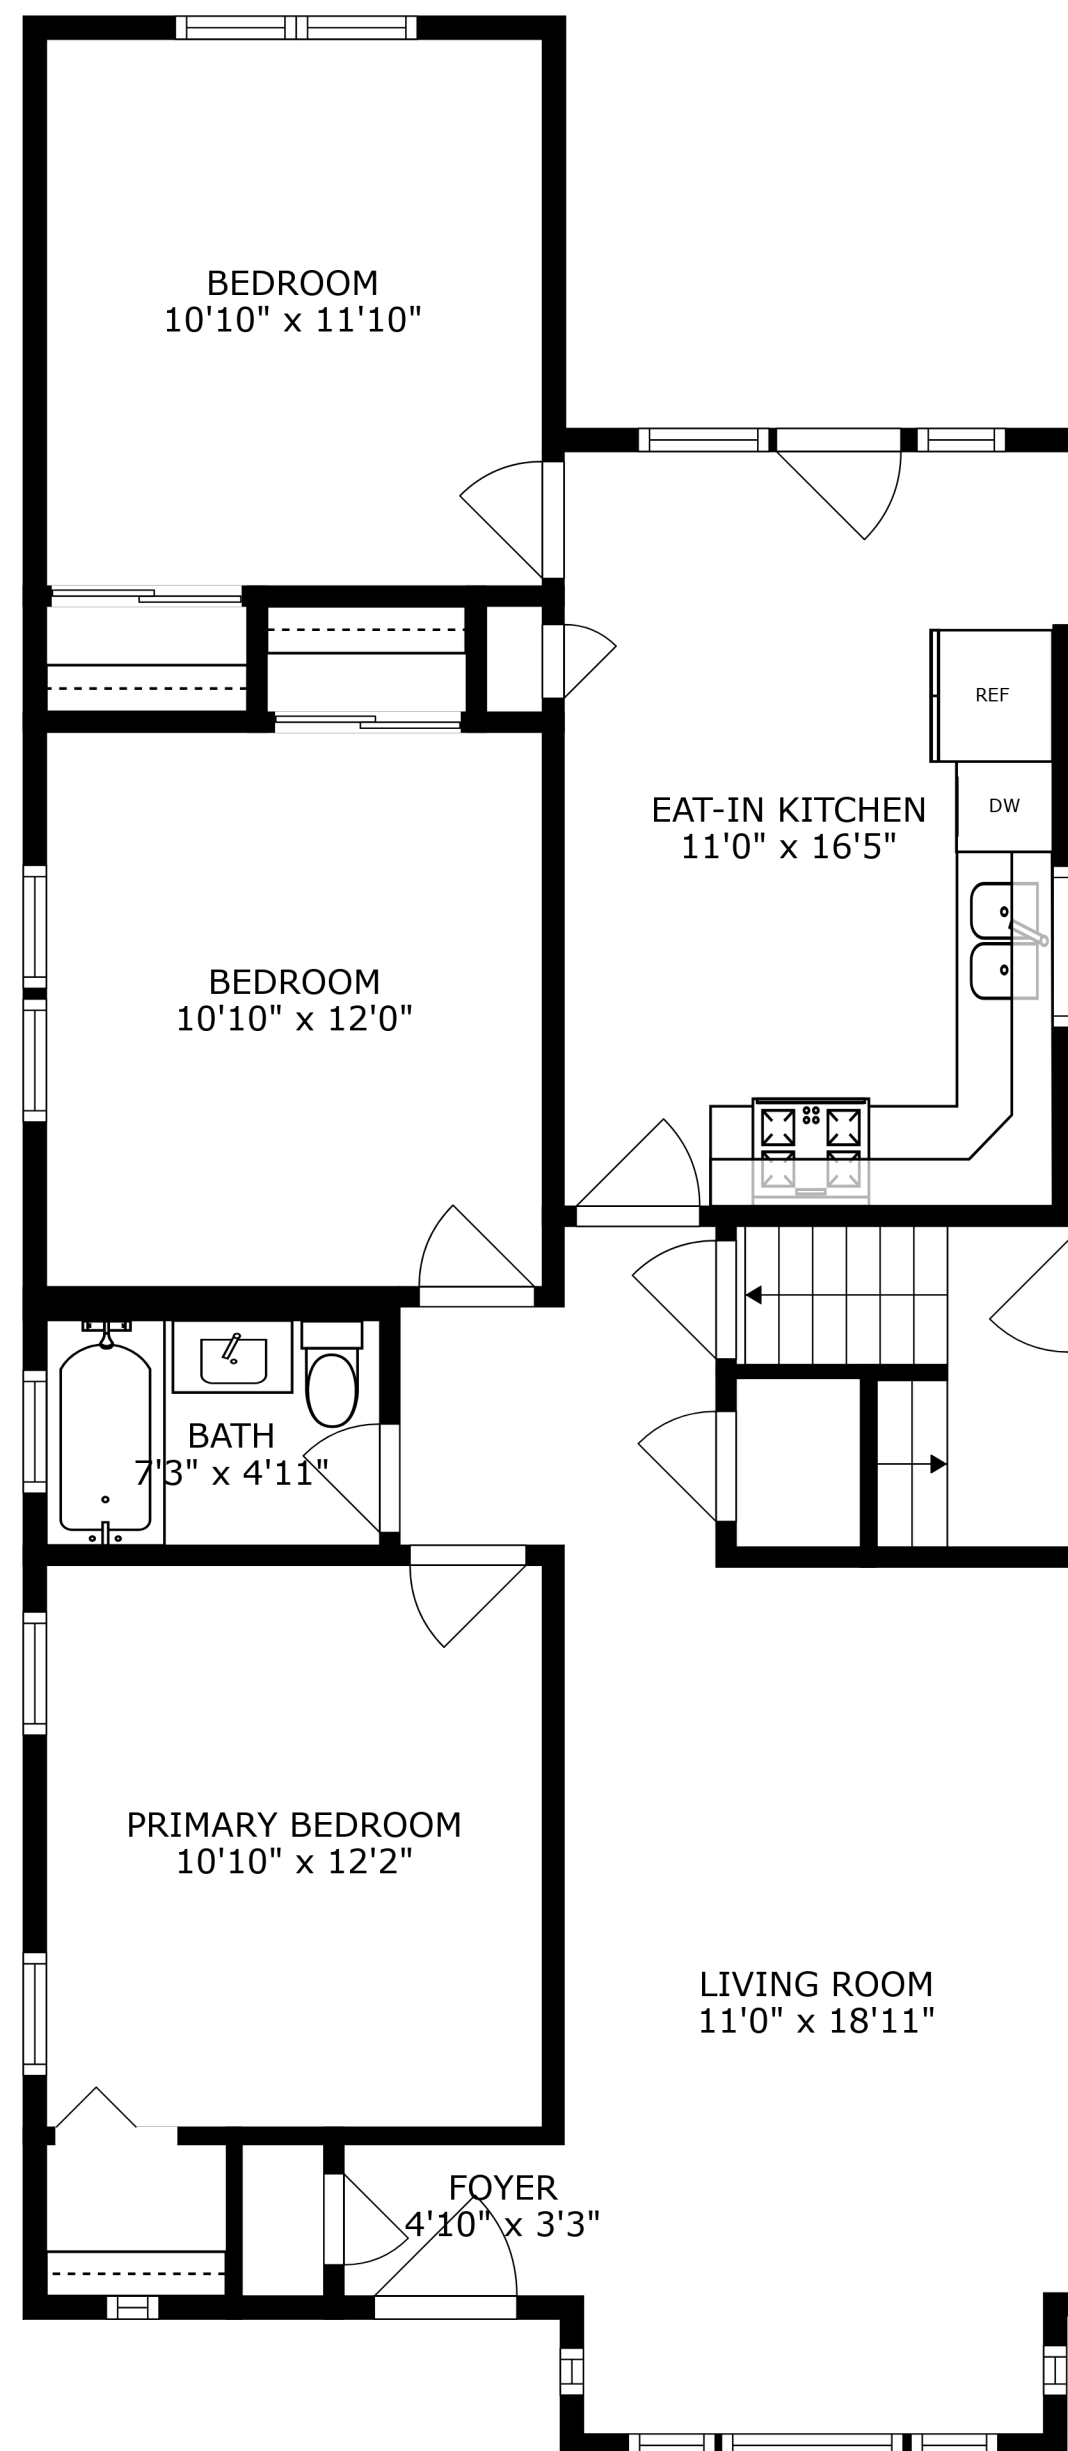 BEDROOM
10'10" x 11'10"
REF
DW
EAT-IN KITCHEN
11'0" x 16'5"
BEDROOM
10'10" x 12'0"
BATH
7'3" x 4'11"
PRIMARY BEDROOM
10'10" x 12'2"
LIVING ROOM
11'0" x 18'11"
FOYER
4'10" x 3'3"